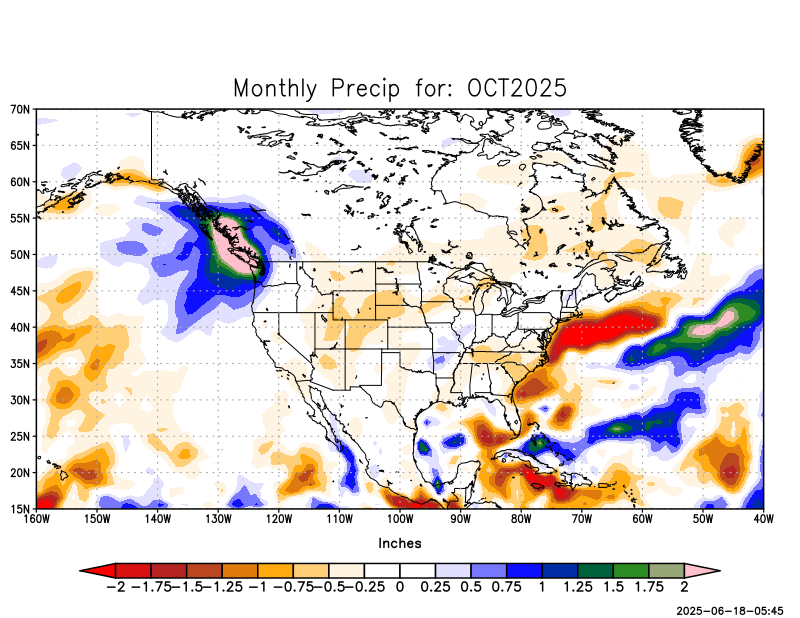 Monthly Precip for: OCT2025
70N
65N
60N
55N
50N
45N
40N
35N
30N
25N
20N
15N
160W 150W 140W 130W 120W 110W 100W 90W 80W 70W 60W 50W 40W
Inches
-2 -1.75 -1.5 -1.25 -1 -0.75 -0.5 -0.25 0 0.25 0.5 0.75 1 1.25 1.5 1.75 2
2025-06-18-05:45